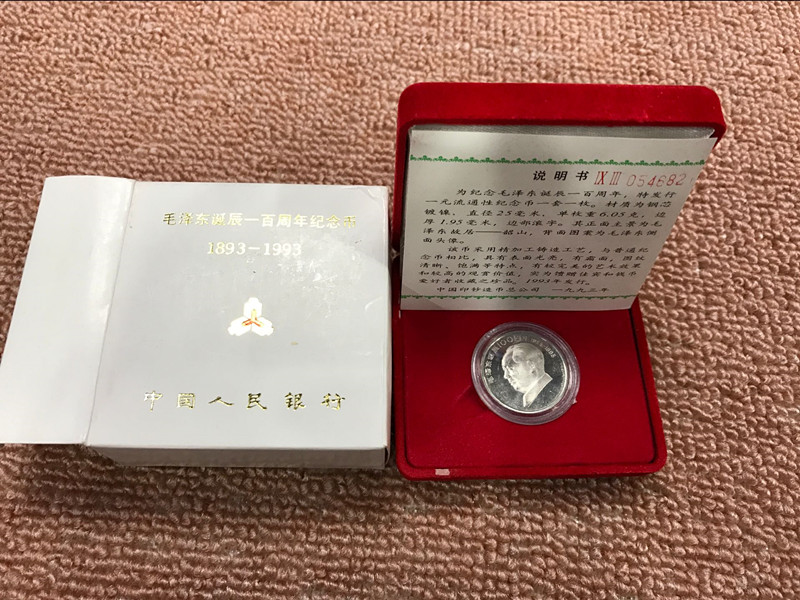 毛泽东诞辰一百周年纪念币
1893-1993
中国人民银行
说明书 IXIII 054682
为纪念毛泽东诞辰一百周年，特发行
一元流通性纪念币一套一枚。材质为钢芯
镀镍、直径25毫米，单枚重6.05克，边
厚1.95毫米，边部滚字。其正面主景为毛
泽东故居——韶山，背面图案为毛泽东侧
面头像。
该币采用精加工铸造工艺，与普通纪
念币相比，具有表面光亮，有霜面，图纹
清晰、饱满等特点，有较完美的艺术效果
和较高的观赏价值，实为馈赠佳宾和钱币
爱好者收藏之珍品。1993年发行。
中国印钞造币总公司 一九九三年